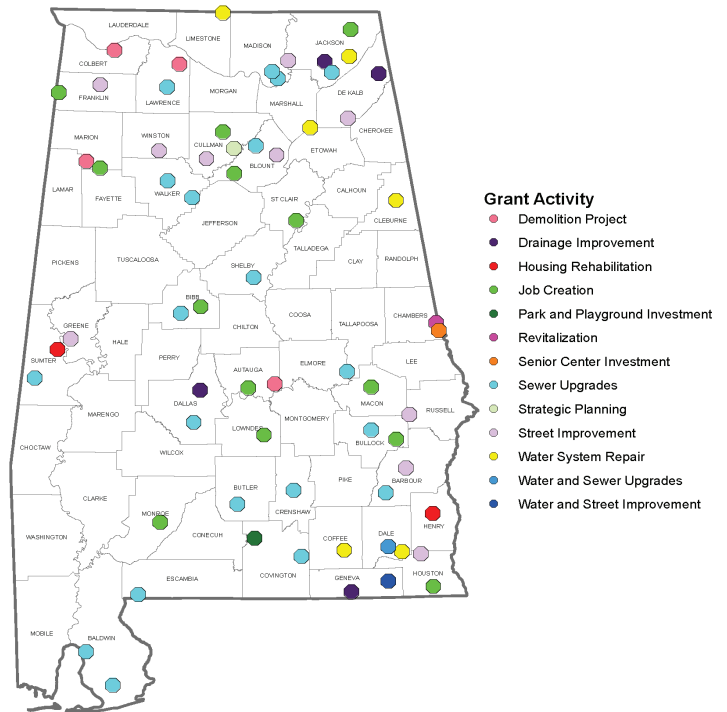 LAUDERDALE
LIMESTONE
MADISON
JACKSON
COLBERT
FRANKLIN
LAWRENCE
MORGAN
MARSHALL
DE KALB
MARION
WINSTON
CULLMAN
BLOUNT
ETOWAH
CHEROKEE
LAMAR
FAYETTE
WALKER
JEFFERSON
ST CLAIR
CALHOUN
CLEBURNE
PICKENS
TUSCALOOSA
SHELBY
TALLADEGA
CLAY
RANDOLPH
GREENE
HALE
BIBB
CHILTON
COOSA
TALLAPOOSA
CHAMBERS
SUMTER
PERRY
AUTAUGA
ELMORE
LEE
MARENGO
DALLAS
LOWNDES
MONTGOMERY
MACON
RUSSELL
BULLOCK
CHOCTAW
WILCOX
CLARKE
BUTLER
CRENSHAW
PIKE
BARBOUR
WASHINGTON
MONROE
CONECUH
COFFEE
DALE
HENRY
ESCAMBIA
COVINGTON
GENEVA
HOUSTON
MOBILE
BALDWIN
Grant Activity
Demolition Project
Drainage Improvement
Housing Rehabilitation
Job Creation
Park and Playground Investment
Revitalization
Senior Center Investment
Sewer Upgrades
Strategic Planning
Street Improvement
Water System Repair
Water and Sewer Upgrades
Water and Street Improvement